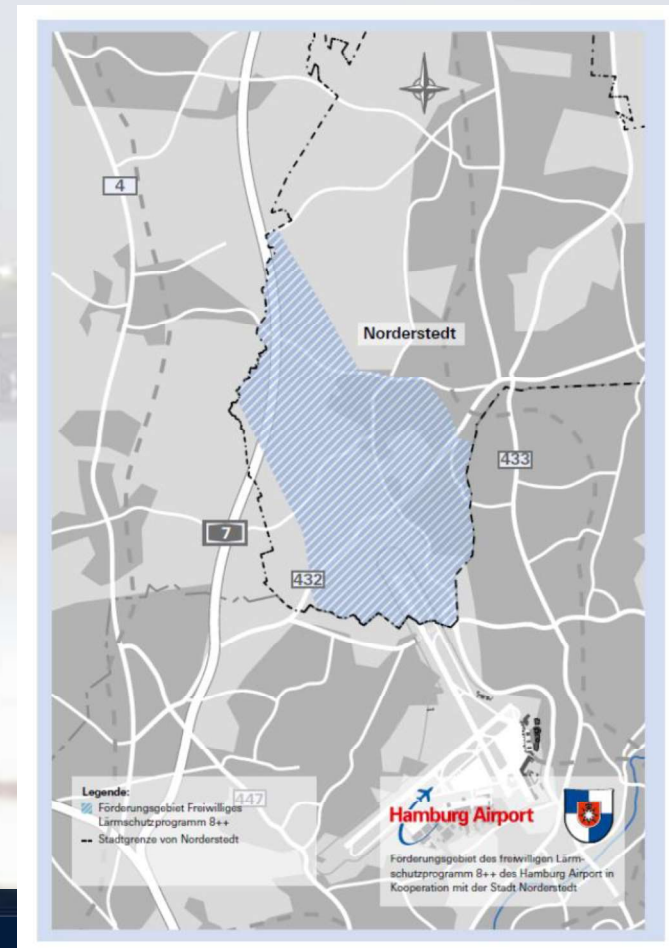 4
Norderstedt
433
7
432
Legende:
Förderungsgebiet Freiwilliges
Lärmschutzprogramm 8++
Stadtgrenze von Norderstedt
447
Hamburg Airport
Förderungsgebiet des freiwilligen Lärm-
schutzprogramm 8++ des Hamburg Airport in
Kooperation mit der Stadt Norderstedt